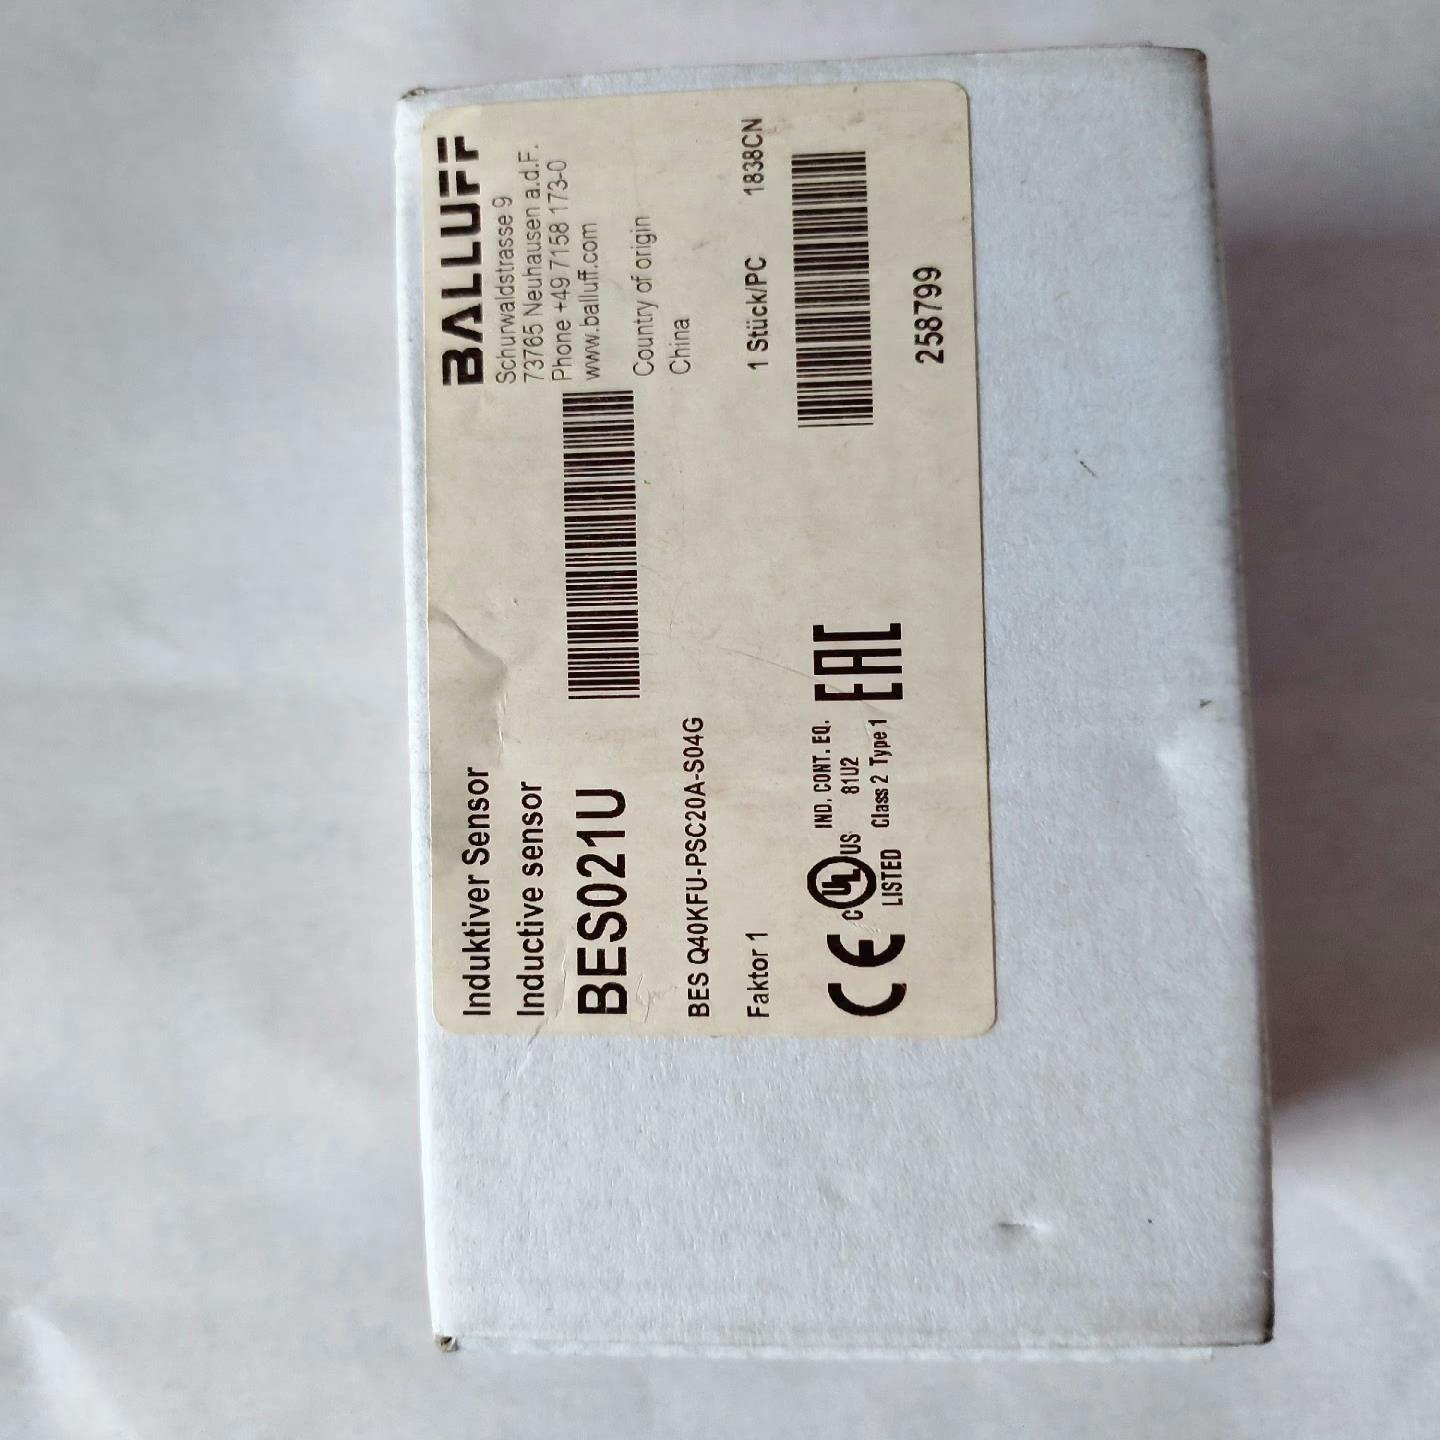 Induktiver Sensor
Inductive sensor
BES021U
BES Q40KFU-PSC20A-S04G
Faktor 1
CE
C UL US
LISTED
IND. CONT. EQ.
81U2
Class 2 Type 1
EAC
BALLUFF
Schurwaldstrasse 9
73765 Neuhausen a.d.F.
Phone +49 7158 173-0
www.balluff.com
Country of origin
China
1 Stück/PC 1838CN
258799